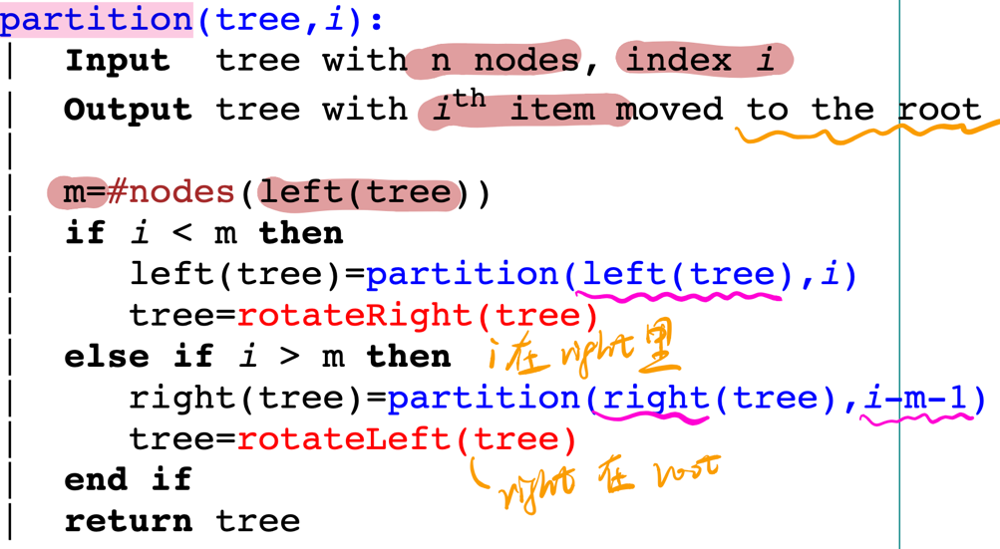 partition(tree,i):
Input tree with n nodes, index i
Output tree with iᵗʰ item moved to the root
m=#nodes(left(tree))
if i < m then
left(tree)=partition(left(tree),i)
tree=rotateRight(tree)
else if i > m then i在right里
right(tree)=partition(right(tree),i-m-1)
tree=rotateLeft(tree)
end if
right在root
return tree